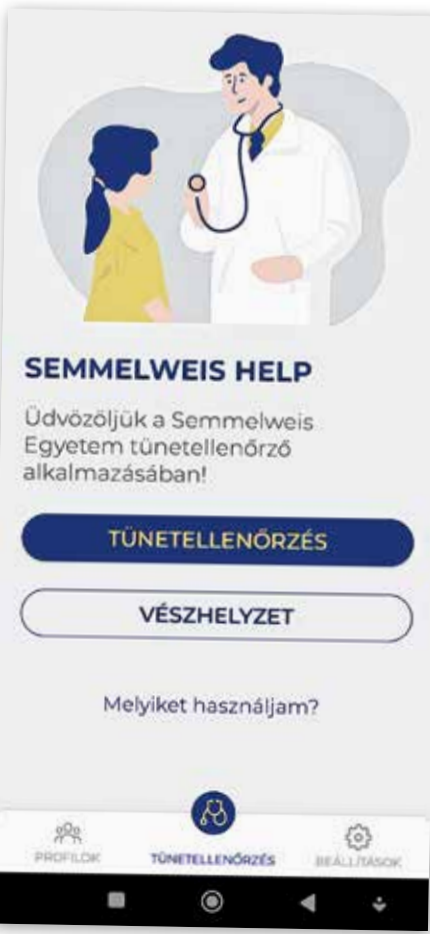 SEMMELWEIS HELP
Üdvözöljük a Semmelweis
Egyetem tünetellenőrző
alkalmazásában!
TÜNETELLENŐRZÉS
VÉSZHELYZET
Melyiket használjam?
PROFILOK
TÜNETELLENŐRZÉS
BEÁLLÍTÁSOK